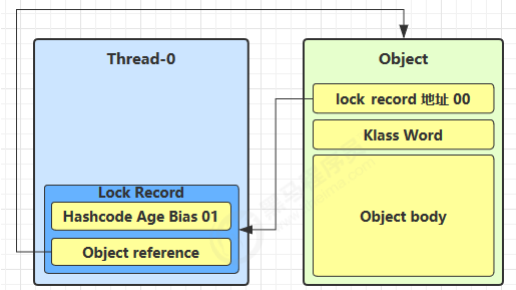 Thread-0
Lock Record
Hashcode Age Bias 01
Object reference
Object
lock record 地址 00
Klass Word
Object body